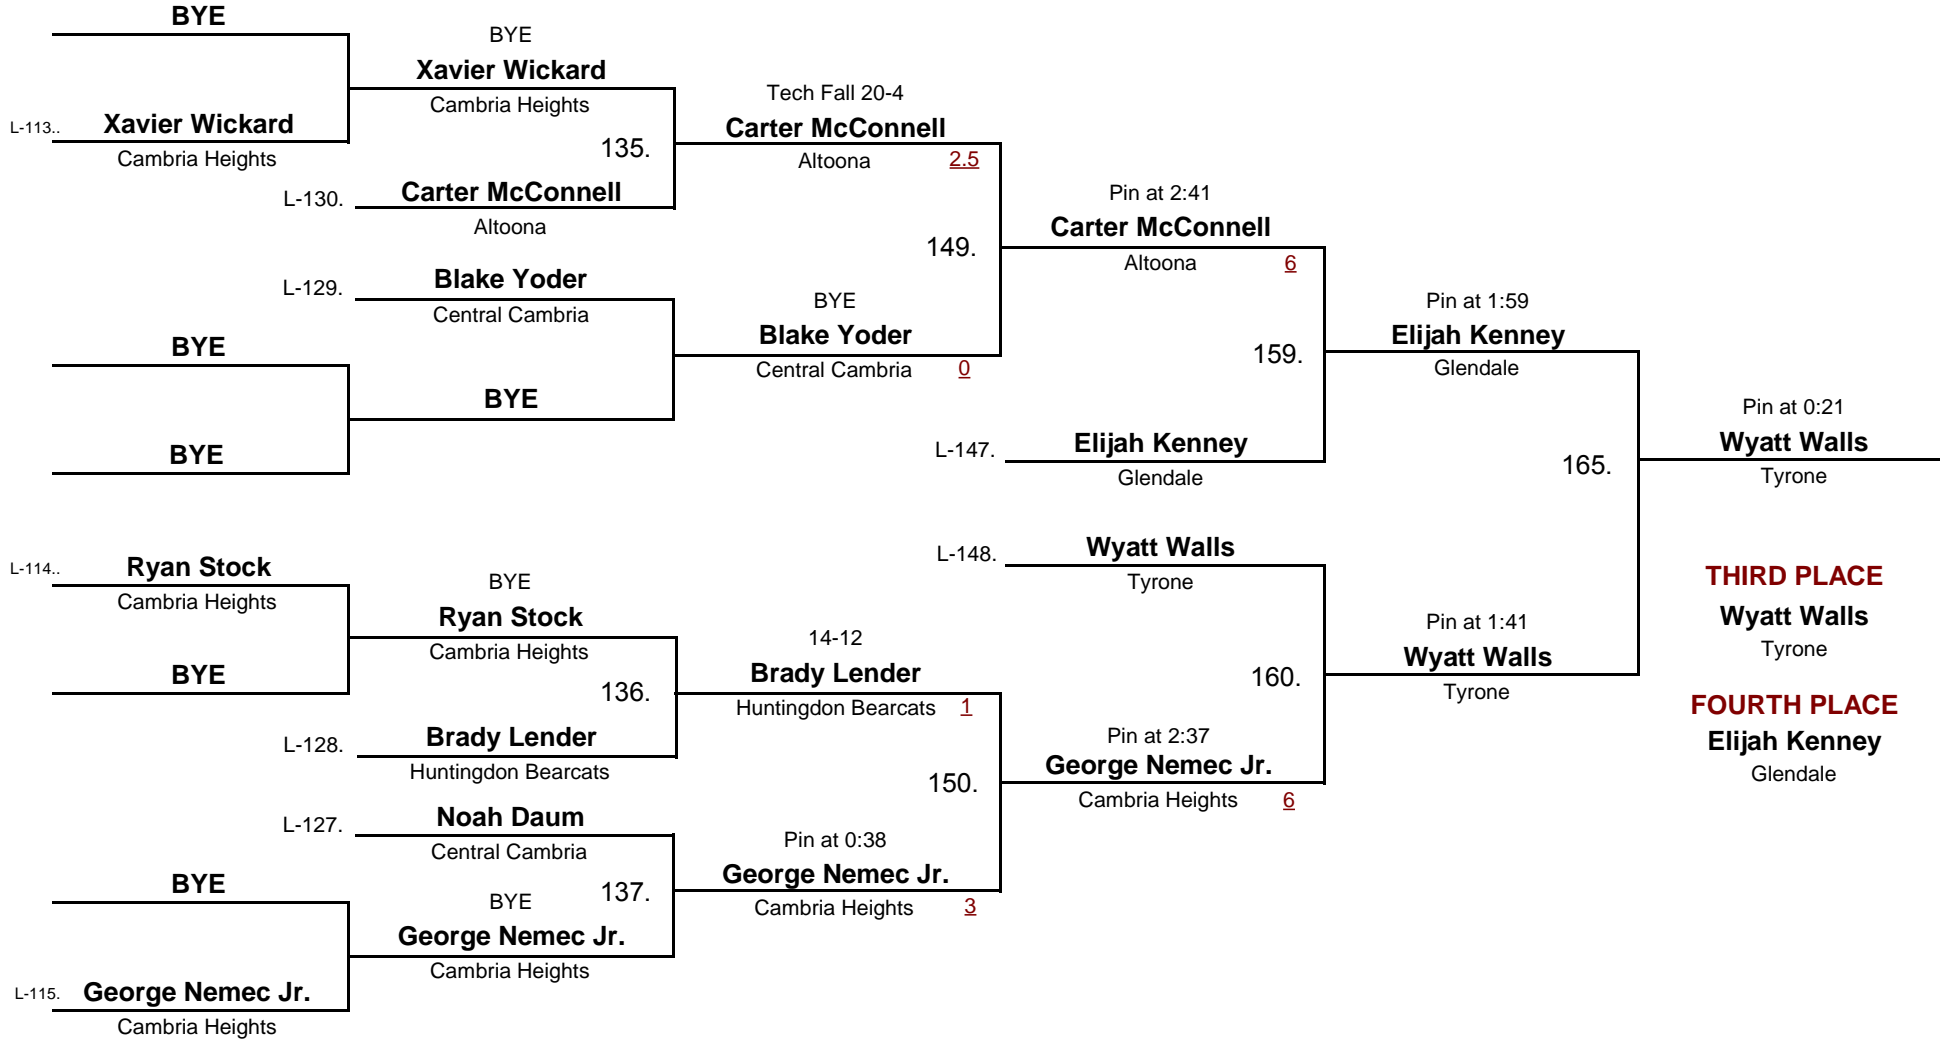 BYE
L-113.. Xavier Wickard
Cambria Heights
BYE
Xavier Wickard
Cambria Heights
135.
L-130. Carter McConnell
Altoona
Tech Fall 20-4
Carter McConnell
Altoona 2.5
L-129. Blake Yoder
Central Cambria
BYE
BYE
BYE
BYE
Blake Yoder
Central Cambria 0
149.
Pin at 2:41
Carter McConnell
Altoona 6
159.
L-147. Elijah Kenney
Glendale
Pin at 1:59
Elijah Kenney
Glendale
165.
Pin at 0:21
Wyatt Walls
Tyrone
L-114.. Ryan Stock
Cambria Heights
BYE
BYE
Ryan Stock
Cambria Heights
136.
L-128. Brady Lender
Huntingdon Bearcats
14-12
Brady Lender
Huntingdon Bearcats 1
L-127. Noah Daum
Central Cambria
137.
BYE
L-115. George Nemec Jr.
Cambria Heights
BYE
George Nemec Jr.
Cambria Heights
Pin at 0:38
George Nemec Jr.
Cambria Heights 3
150.
L-148. Wyatt Walls
Tyrone
160.
Pin at 2:37
George Nemec Jr.
Cambria Heights 6
Pin at 1:41
Wyatt Walls
Tyrone
THIRD PLACE
Wyatt Walls
Tyrone
FOURTH PLACE
Elijah Kenney
Glendale